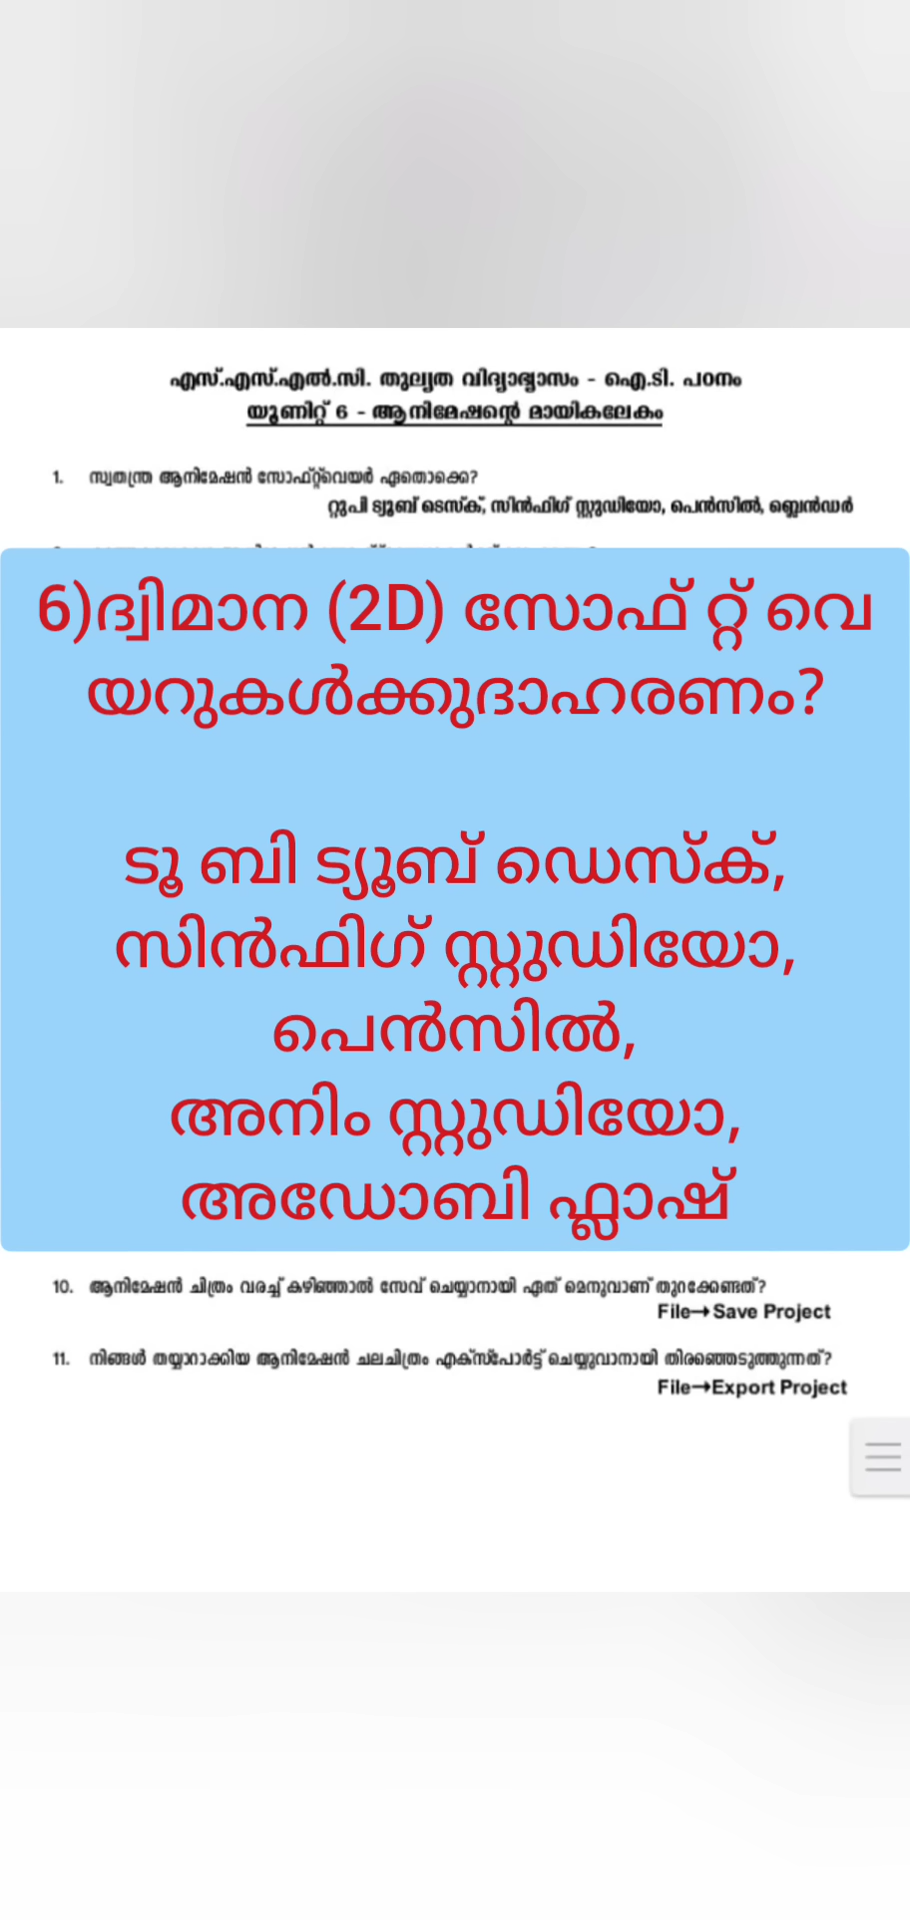 എസ്.എസ്.എൽ.സി. തുല്യത വിദ്യാഭ്യാസം - ഐ.ടി. പഠനം
യൂണിറ്റ് 6 - ആനിമേഷന്റെ മായികലോകം
1. സ്വതന്ത്ര ആനിമേഷൻ സോഫ്റ്റ്‌വെയർ ഏതൊക്കെ?
റ്റുപി ട്യൂബ് ടെസ്ക്, സിൻഫിഗ് സ്റ്റുഡിയോ, പെൻസിൽ, ബ്ലെൻഡർ
6)ദ്വിമാന (2D) സോഫ് റ്റ് വെ
യറുകൾക്കുദാഹരണം?
ടൂ ബി ട്യൂബ് ഡെസ്ക്,
സിൻഫിഗ് സ്റ്റുഡിയോ,
പെൻസിൽ,
അനിം സ്റ്റുഡിയോ,
അഡോബി ഫ്ലാഷ്
10. ആനിമേഷൻ ചിത്രം വരച്ച് കഴിഞ്ഞാൽ സേവ് ചെയ്യാനായി ഏത് മെനുവാണ് തുറക്കേണ്ടത്?
File→Save Project
11. നിങ്ങൾ തയ്യാറാക്കിയ ആനിമേഷൻ ചലചിത്രം എക്സ്പോർട്ട് ചെയ്യുവാനായി തിരഞ്ഞെടുത്തുന്നത്?
File→Export Project